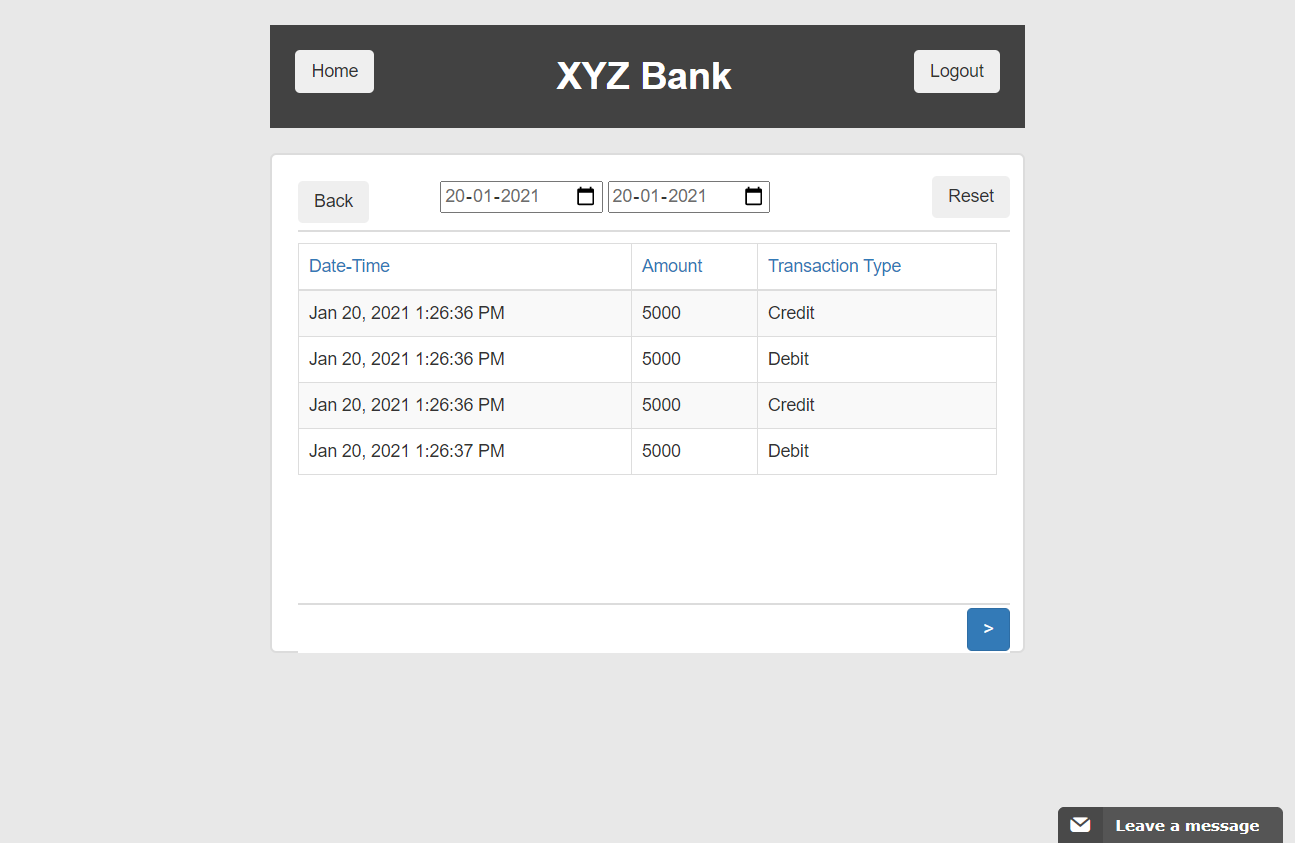 Home XYZ Bank Logout
Back 20-01-2021 20-01-2021 Reset
Date-Time Amount Transaction Type
Jan 20, 2021 1:26:36 PM 5000 Credit
Jan 20, 2021 1:26:36 PM 5000 Debit
Jan 20, 2021 1:26:36 PM 5000 Credit
Jan 20, 2021 1:26:37 PM 5000 Debit
>
Leave a message